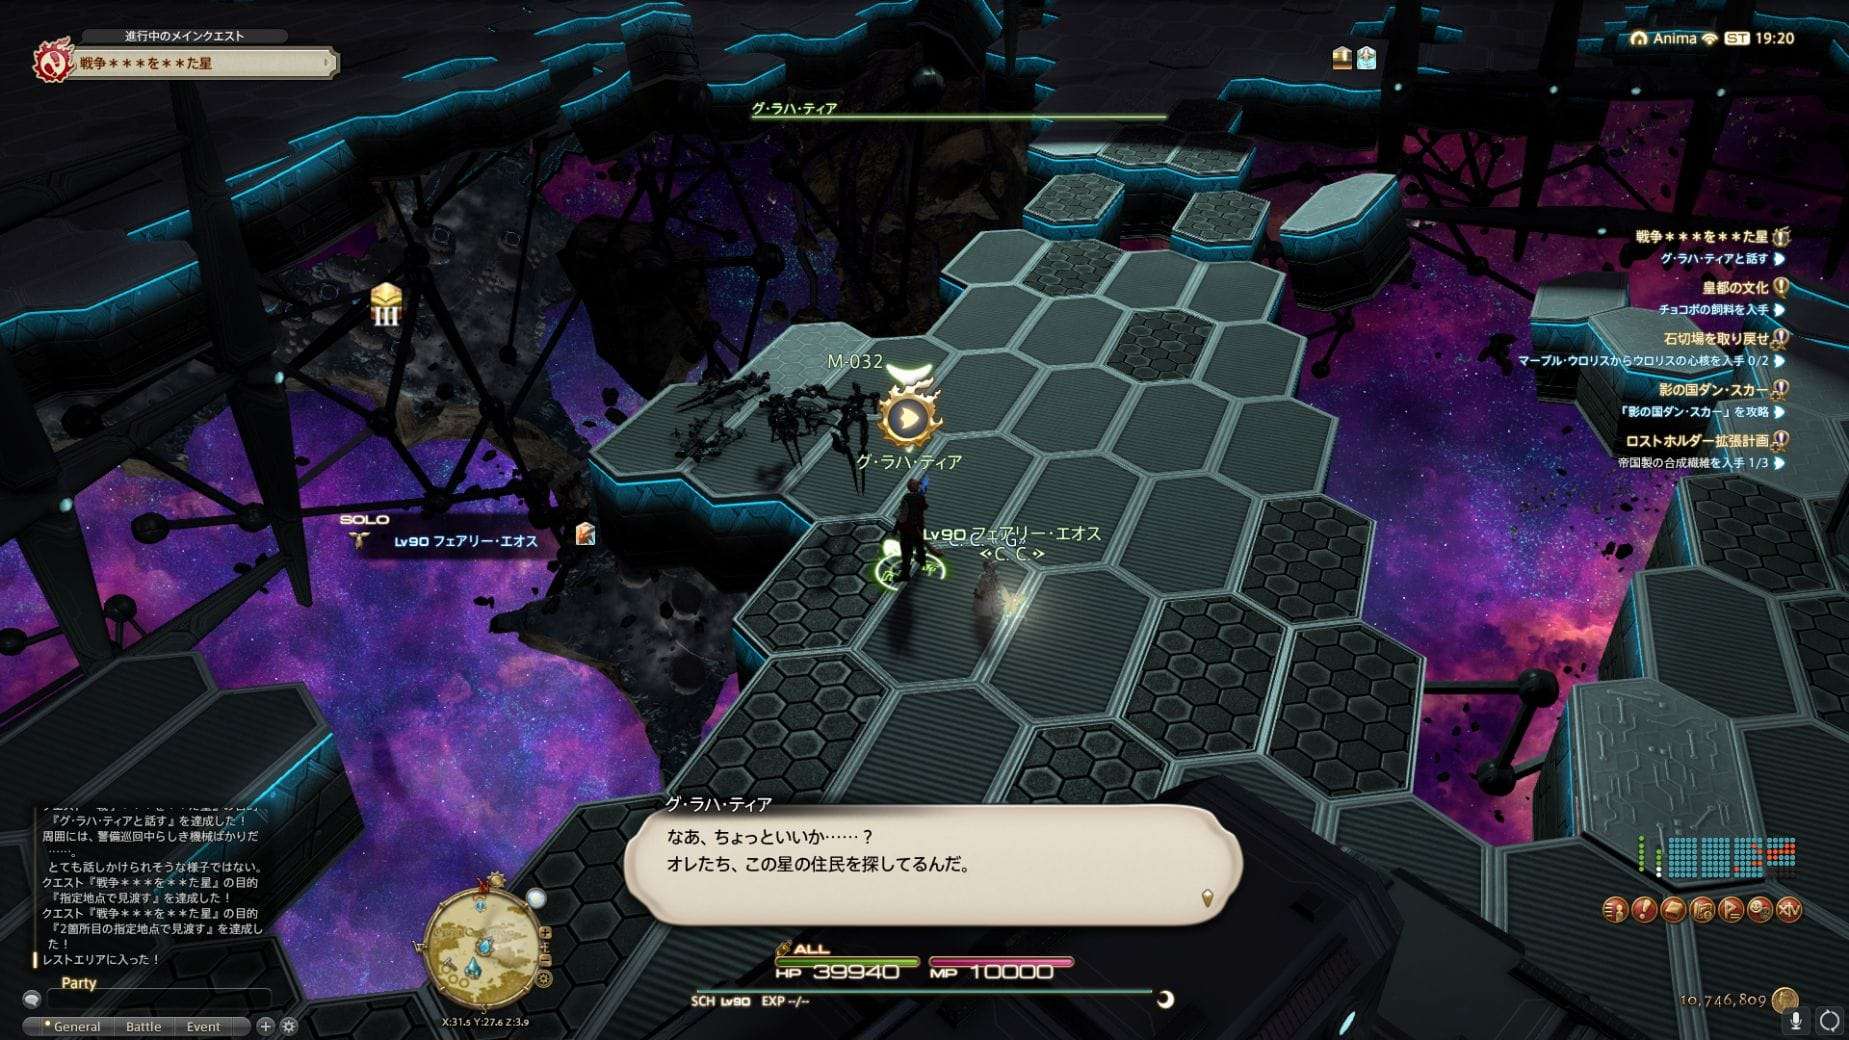 進行中のメインクエスト
戦争＊＊＊を＊＊た星
Anima ST 19:20
グ・ラハ・ティア
戦争＊＊＊を＊＊た星
グ・ラハ・ティアと話す
皇都の文化
チョコボの飼料を入手
石切場を取り戻せ
マーブル・ウロリスからウロリスの心核を入手 0/2
影の国ダン・スカー
「影の国ダン・スカー」を攻略
ロストホルダー拡張計画
帝国製の合成繊維を入手 1/3
III
M-032
グ・ラハ・ティア
SOLO
Lv90 フェアリー・エオス
Lv90 フェアリー・エオス
グ・ラハ・ティア
なあ、ちょっといいか……？
オレたち、この星の住民を探してるんだ。
『グ・ラハ・ティアと話す』を達成した！
周囲には、警備巡回中らしき機械ばかりだ
……。
とても話しかけられそうな様子ではない。
クエスト『戦争＊＊＊を＊＊た星』の目的
『指定地点で見渡す』を達成した！
クエスト『戦争＊＊＊を＊＊た星』の目的
『2箇所目の指定地点で見渡す』を達成し
た！
レストエリアに入った！
Party
General Battle Event
X:31.5 Y:27.6 Z:3.9
ALL
HP 39940 MP 10000
SCH Lv90 EXP --/--
10,746,809
XIV